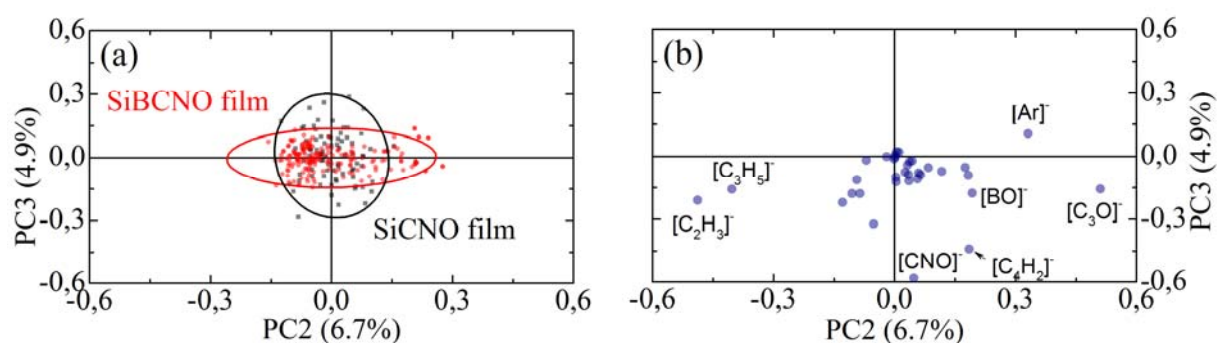 (a)
0,6
0,3
0,0
-0,3
-0,6
PC3 (4.9%)
SiBCNO film
SiCNO film
-0,6
-0,3
0,0
0,3
0,6
PC2 (6.7%)
(b)
0,6
0,3
0,0
-0,3
-0,6
PC3 (4.9%)
[Ar]-
[C3H5]-
[C2H3]-
[BO]-
[C3O]-
[CNO]-
[C4H2]-
-0,6
-0,3
0,0
0,3
0,6
PC2 (6.7%)